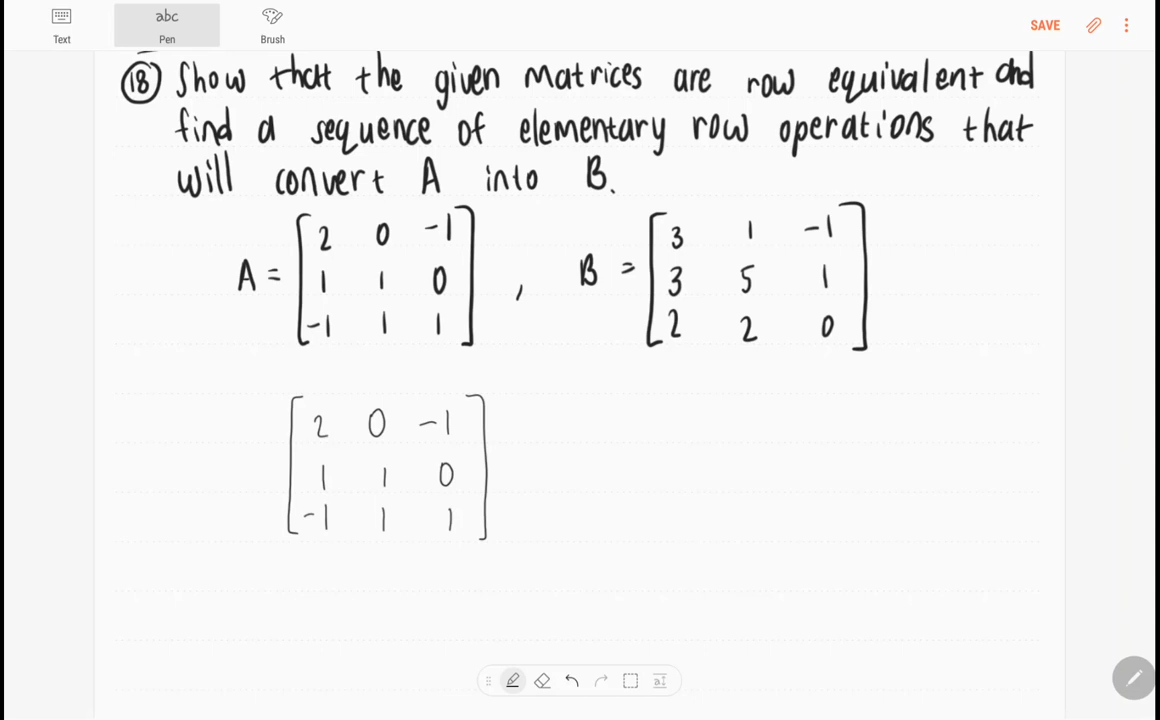 Text
abc
Pen
Brush
SAVE
(18) Show that the given matrices are row equivalent and
find a sequence of elementary row operations that
will convert A into B.
A = [2 0 -1
1 1 0
-1 1 1] , B = [3 1 -1
3 5 1
2 2 0]
[2 0 -1
1 1 0
-1 1 1]